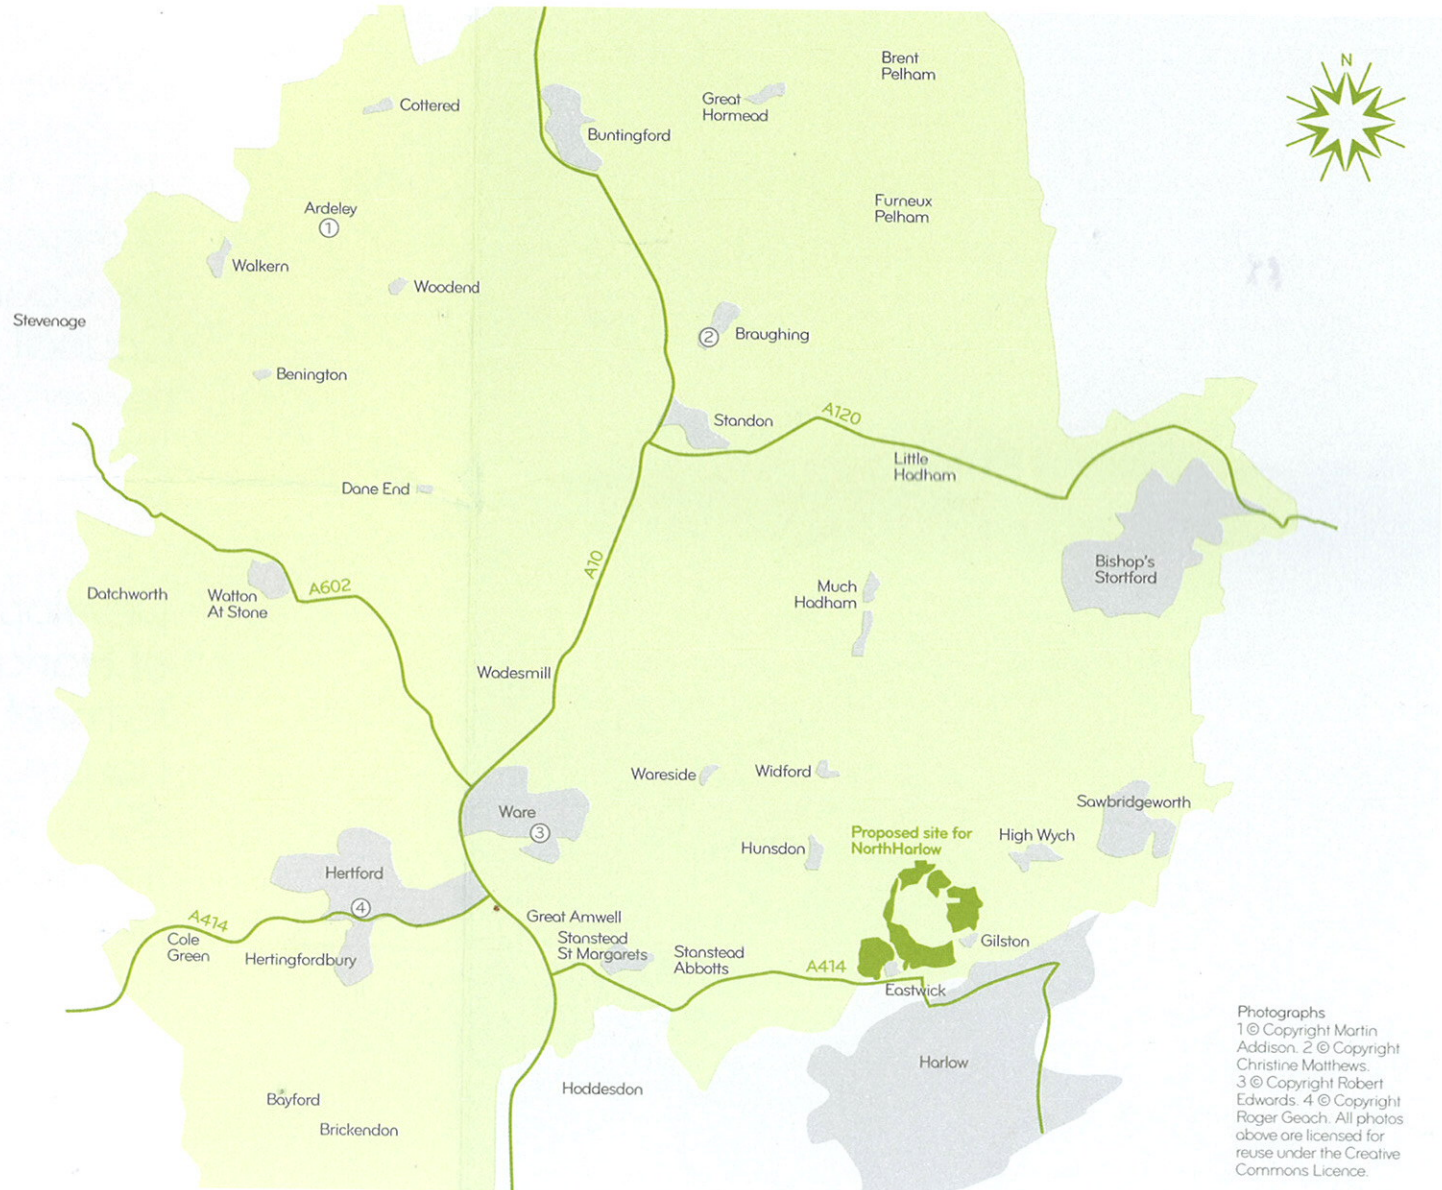 N
Brent
Pelham
Cottered
Great
Hormead
Buntingford
Ardeley
1
Furneux
Pelham
Walkern
Woodend
Stevenage
2
Braughing
Benington
Standon
A120
Little
Hadham
Dane End
A10
Bishop's
Stortford
A602
Datchworth
Watton
At Stone
Much
Hadham
Wadesmill
Wareside
Widford
Sawbridgeworth
Ware
3
Proposed site for
NorthHarlow
High Wych
Hunsdon
Hertford
4
A414
Great Amwell
Cole
Green
Hertingfordbury
Stanstead
St Margarets
Stanstead
Abbotts
A414
Gilston
Eastwick
Harlow
Hoddesdon
Bayford
Brickendon
Photographs
1 © Copyright Martin
Addison. 2 © Copyright
Christine Matthews.
3 © Copyright Robert
Edwards. 4 © Copyright
Roger Geach. All photos
above are licensed for
reuse under the Creative
Commons Licence.